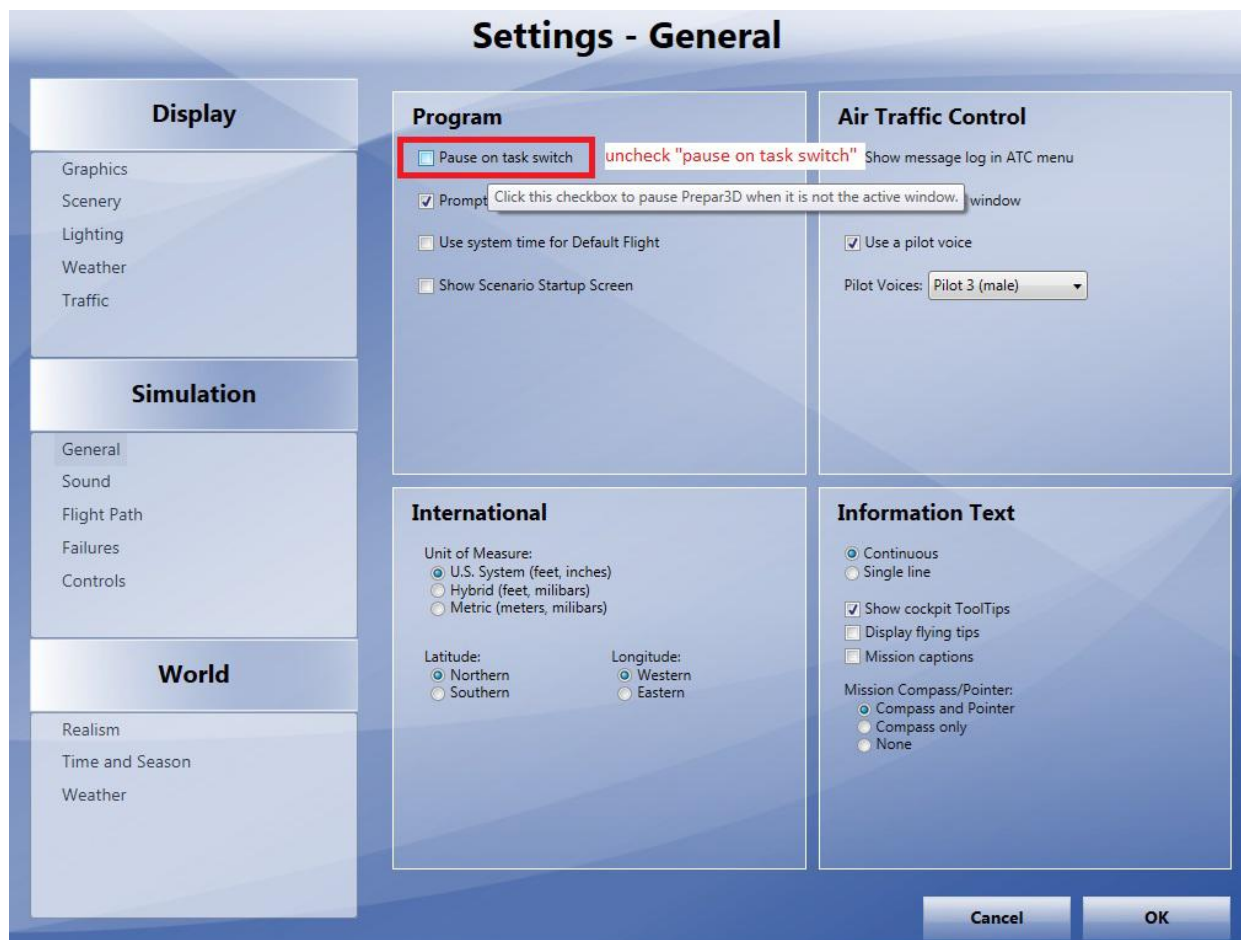 Settings - General
Display
Graphics
Scenery
Lighting
Weather
Traffic
Simulation
General
Sound
Flight Path
Failures
Controls
World
Realism
Time and Season
Weather
Program
Pause on task switch
uncheck "pause on task switch"
Prompt
Click this checkbox to pause Prepar3D when it is not the active window.
Use system time for Default Flight
Show Scenario Startup Screen
Air Traffic Control
Show message log in ATC menu
window
Use a pilot voice
Pilot Voices: Pilot 3 (male)
International
Unit of Measure:
U.S. System (feet, inches)
Hybrid (feet, milibars)
Metric (meters, milibars)
Latitude: Longitude:
Northern Western
Southern Eastern
Information Text
Continuous
Single line
Show cockpit ToolTips
Display flying tips
Mission captions
Mission Compass/Pointer:
Compass and Pointer
Compass only
None
Cancel OK